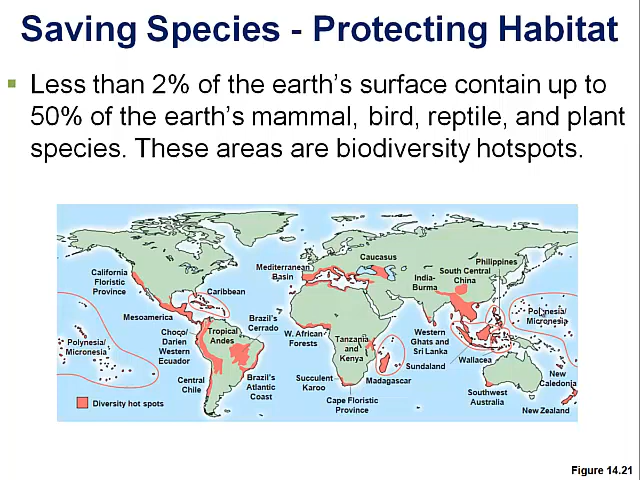 Saving Species - Protecting Habitat
Less than 2% of the earth's surface contain up to
50% of the earth's mammal, bird, reptile, and plant
species. These areas are biodiversity hotspots.
California
Floristic
Province
Mesoamerica
Polynesia/
Micronesia
Choco/
Darien
Western
Ecuador
Central
Chile
Caribbean
Tropical
Andes
Brazil's
Cerrado
Brazil's
Atlantic
Coast
Mediterranean
Basin
Caucasus
W. African
Forests
Tanzania
and
Kenya
Succulent
Karoo
Cape Floristic
Province
Madagascar
India-
Burma
South Central
China
Philippines
Polynesia/
Micronesia
Western
Ghats and
Sri Lanka
Sundaland
Wallacea
Southwest
Australia
New
Caledonia
New Zealand
Diversity hot spots
Figure 14.21